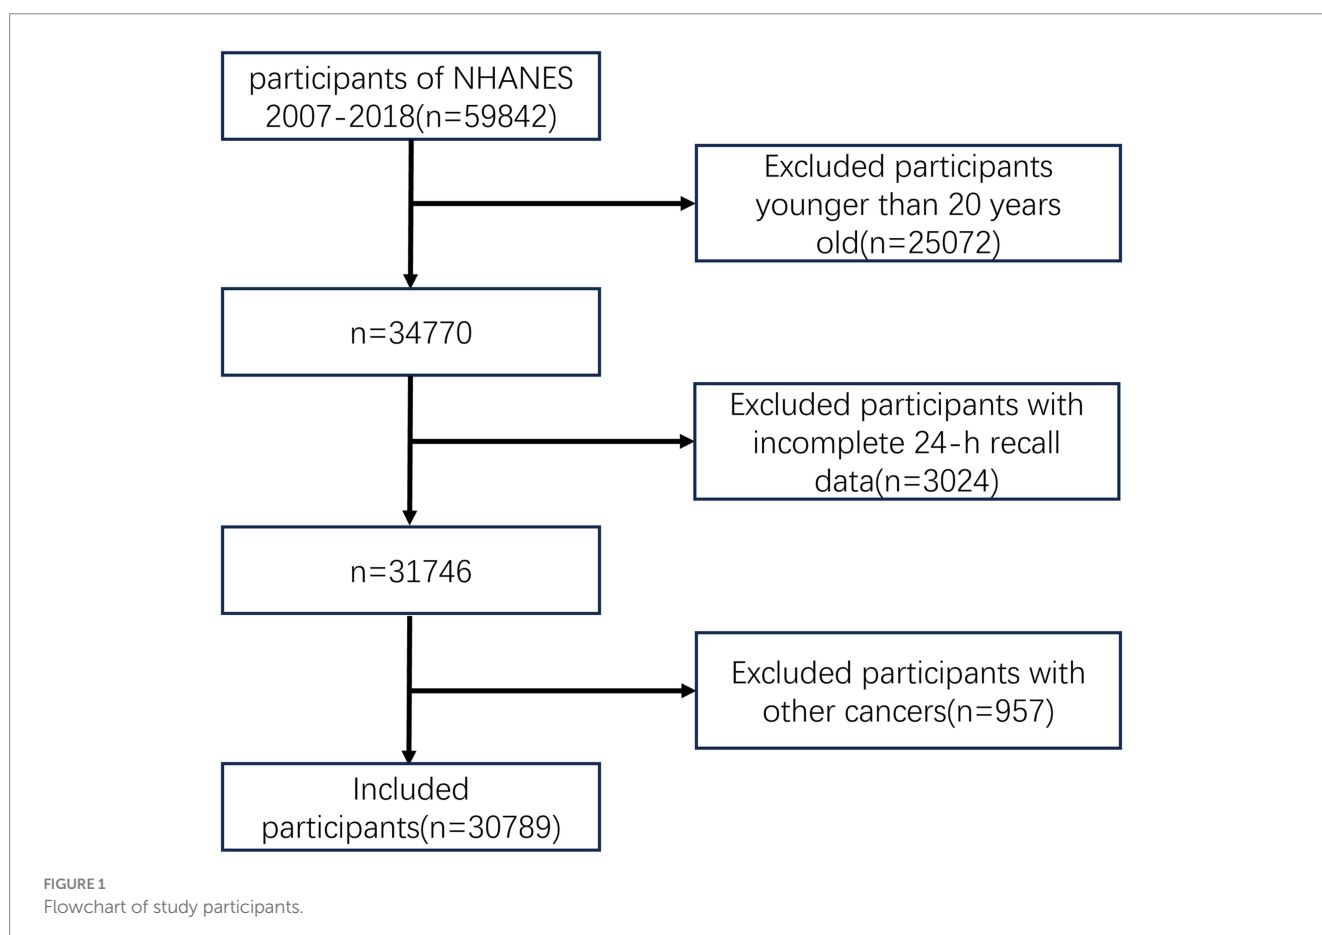 participants of NHANES
2007-2018(n=59842)
Excluded participants
younger than 20 years
old(n=25072)
n=34770
Excluded participants with
incomplete 24-h recall
data(n=3024)
n=31746
Excluded participants with
other cancers(n=957)
Included
participants(n=30789)
FIGURE 1
Flowchart of study participants.